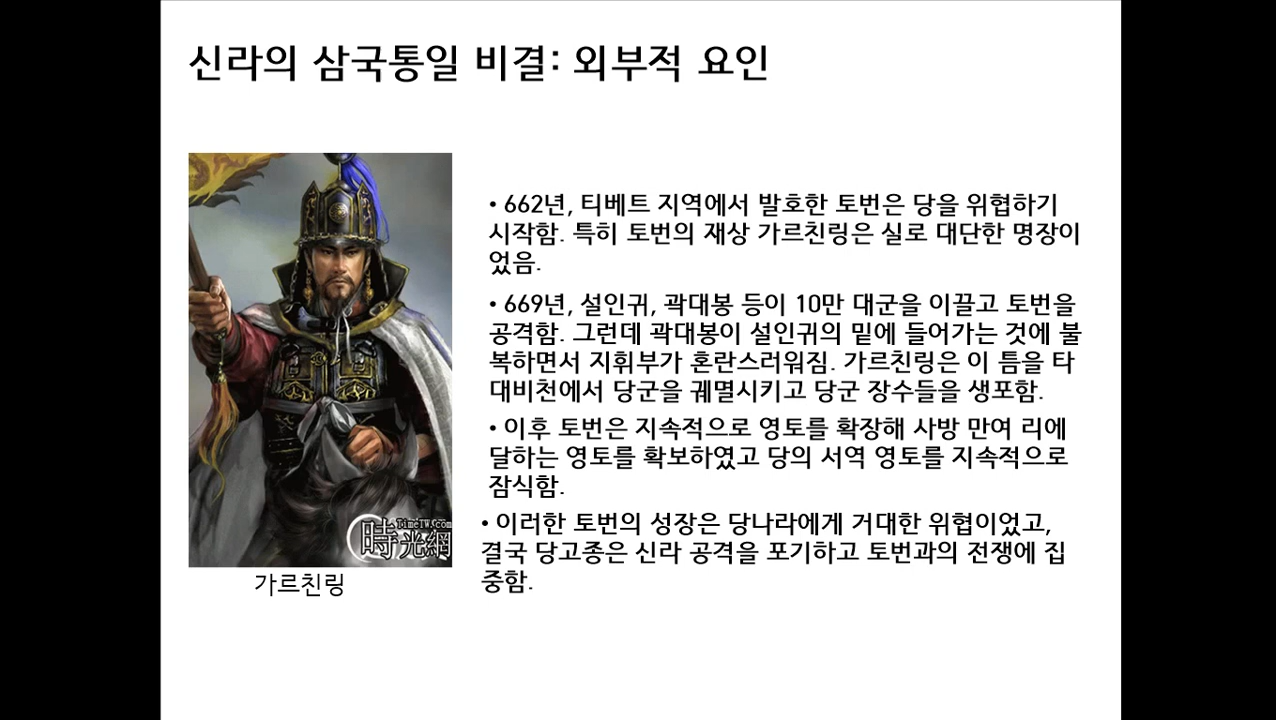 신라의 삼국통일 비결: 외부적 요인
• 662년, 티베트 지역에서 발호한 토번은 당을 위협하기
시작함. 특히 토번의 재상 가르친링은 실로 대단한 명장이
었음.
• 669년, 설인귀, 곽대봉 등이 10만 대군을 이끌고 토번을
공격함. 그런데 곽대봉이 설인귀의 밑에 들어가는 것에 불
복하면서 지휘부가 혼란스러워짐. 가르친링은 이 틈을 타
대비천에서 당군을 궤멸시키고 당군 장수들을 생포함.
• 이후 토번은 지속적으로 영토를 확장해 사방 만여 리에
달하는 영토를 확보하였고 당의 서역 영토를 지속적으로
잠식함.
• 이러한 토번의 성장은 당나라에게 거대한 위협이었고,
결국 당고종은 신라 공격을 포기하고 토번과의 전쟁에 집
중함.
TimeTW.com
時光網
가르친링